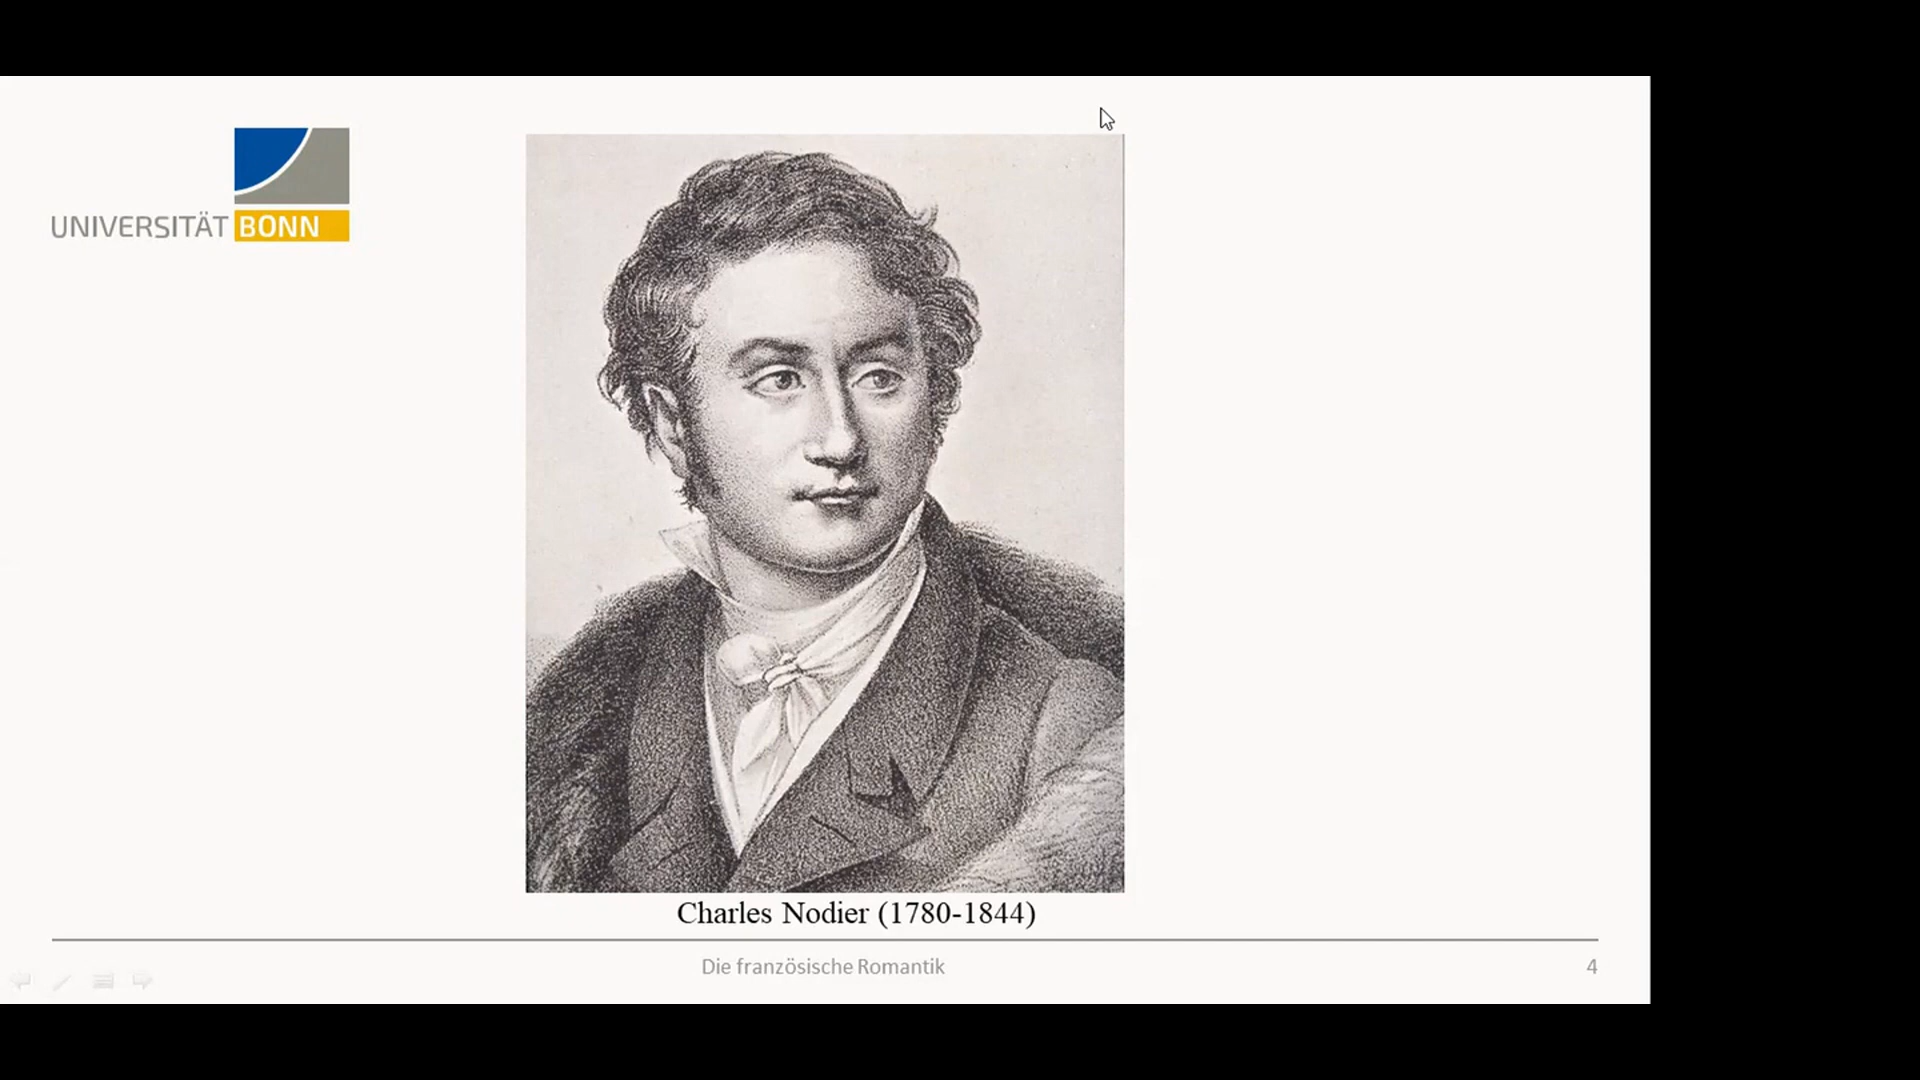 UNIVERSITÄT BONN
Charles Nodier (1780-1844)
Die französische Romantik
4